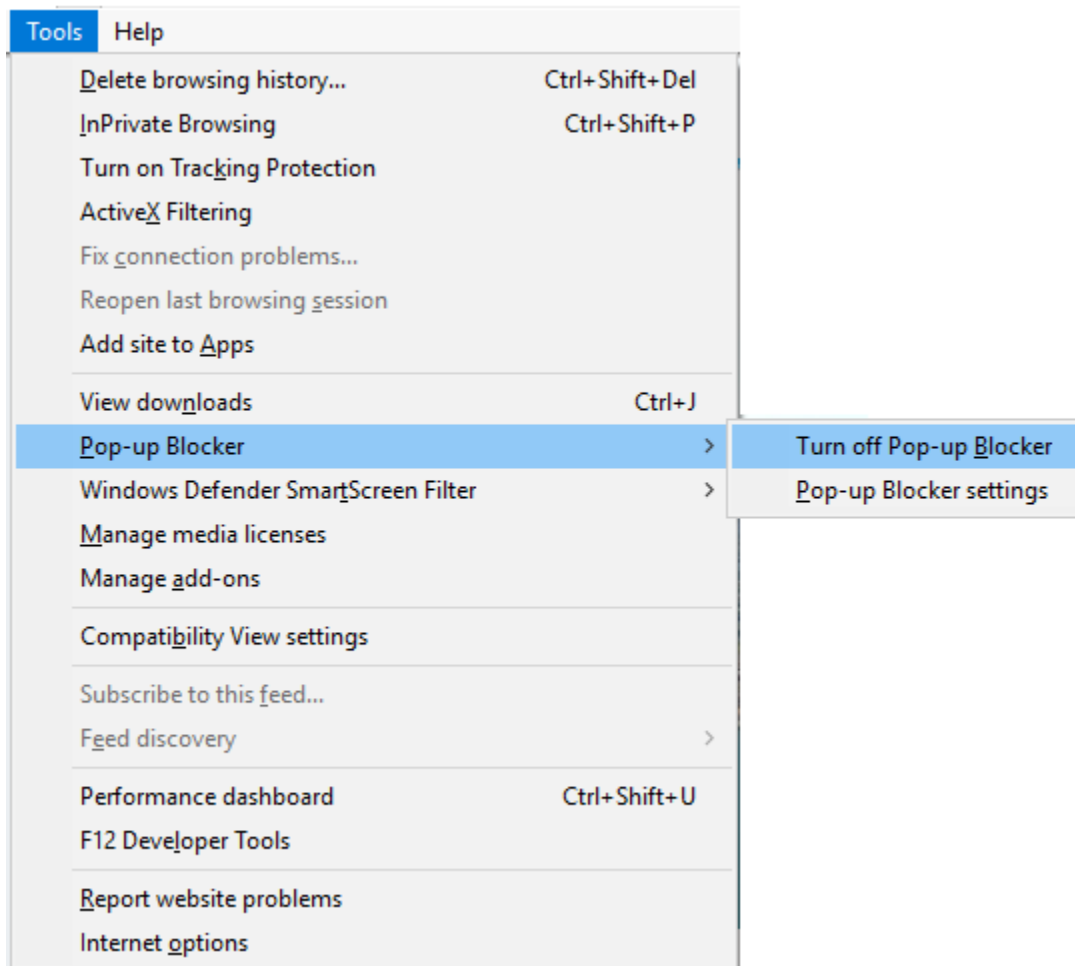 Tools Help
Delete browsing history... Ctrl+Shift+Del
InPrivate Browsing Ctrl+Shift+P
Turn on Tracking Protection
ActiveX Filtering
Fix connection problems...
Reopen last browsing session
Add site to Apps
View downloads Ctrl+J
Pop-up Blocker > Turn off Pop-up Blocker
Windows Defender SmartScreen Filter > Pop-up Blocker settings
Manage media licenses
Manage add-ons
Compatibility View settings
Subscribe to this feed...
Feed discovery >
Performance dashboard Ctrl+Shift+U
F12 Developer Tools
Report website problems
Internet options